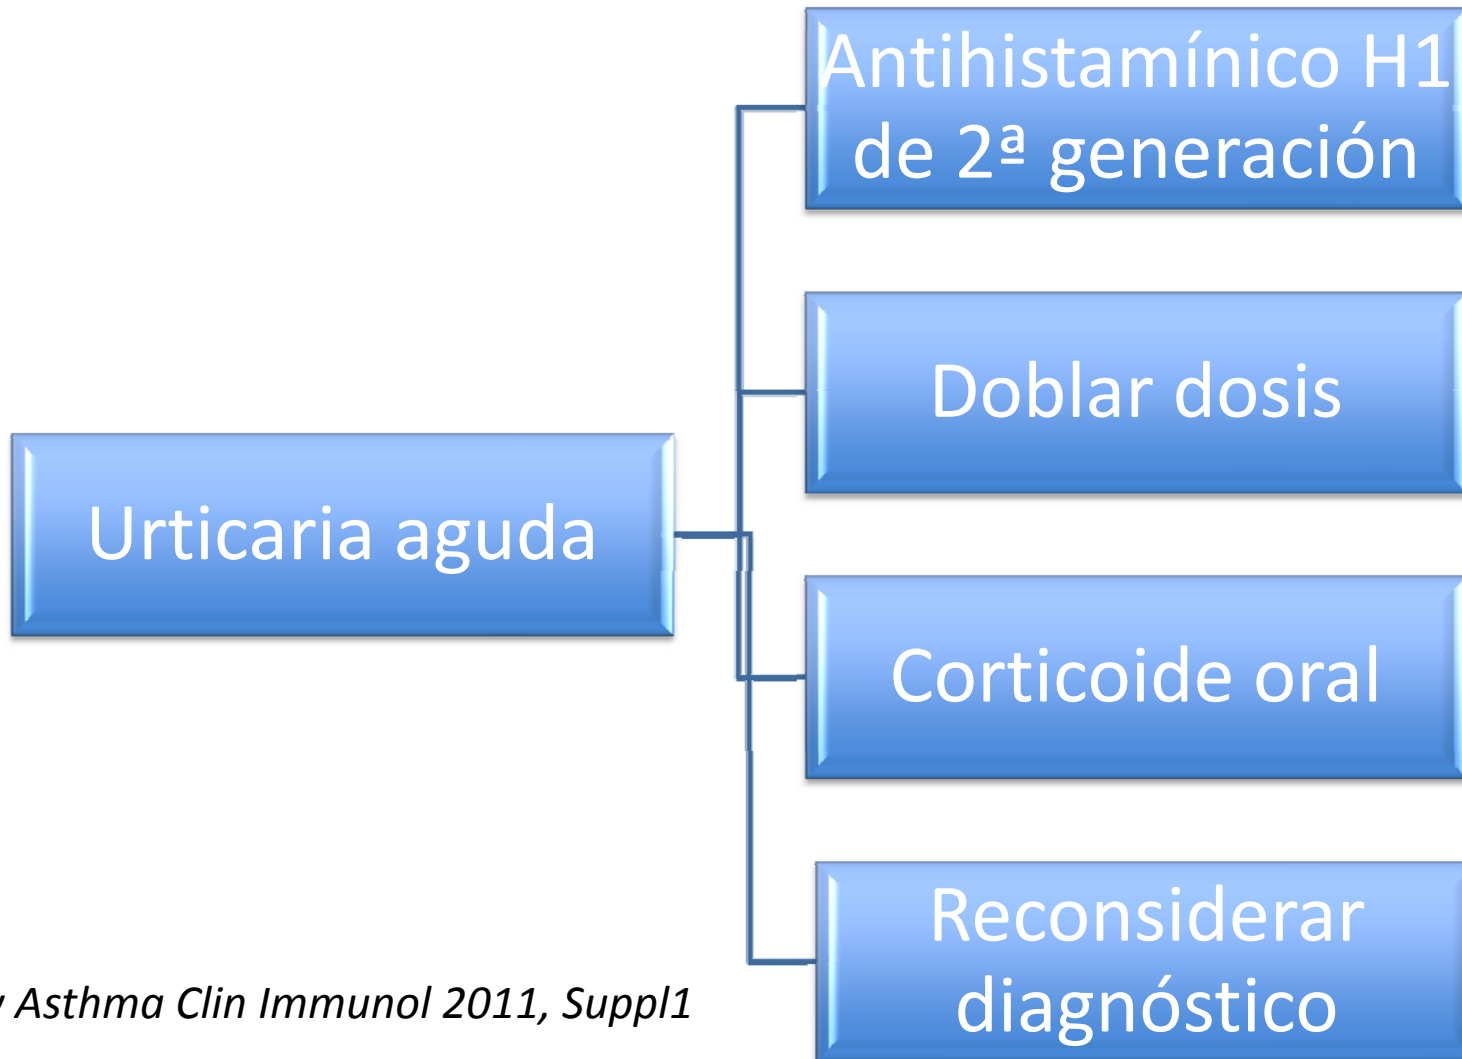 Antihistamínico H1
de 2ª generación
Doblar dosis
Urticaria aguda
Corticoide oral
Reconsiderar
diagnóstico
Asthma Clin Immunol 2011, Suppl1